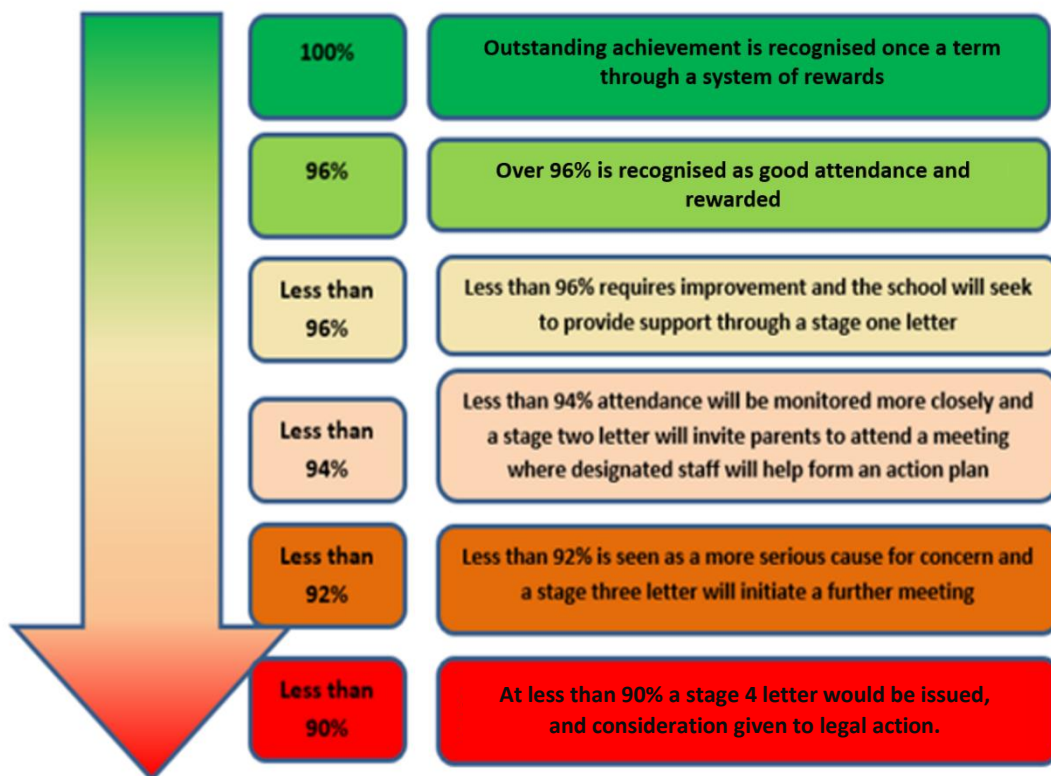 100%
Outstanding achievement is recognised once a term
through a system of rewards
96%
Over 96% is recognised as good attendance and
rewarded
Less than
96%
Less than 96% requires improvement and the school will seek
to provide support through a stage one letter
Less than
94%
Less than 94% attendance will be monitored more closely and
a stage two letter will invite parents to attend a meeting
where designated staff will help form an action plan
Less than
92%
Less than 92% is seen as a more serious cause for concern and
a stage three letter will initiate a further meeting
Less than
90%
At less than 90% a stage 4 letter would be issued,
and consideration given to legal action.